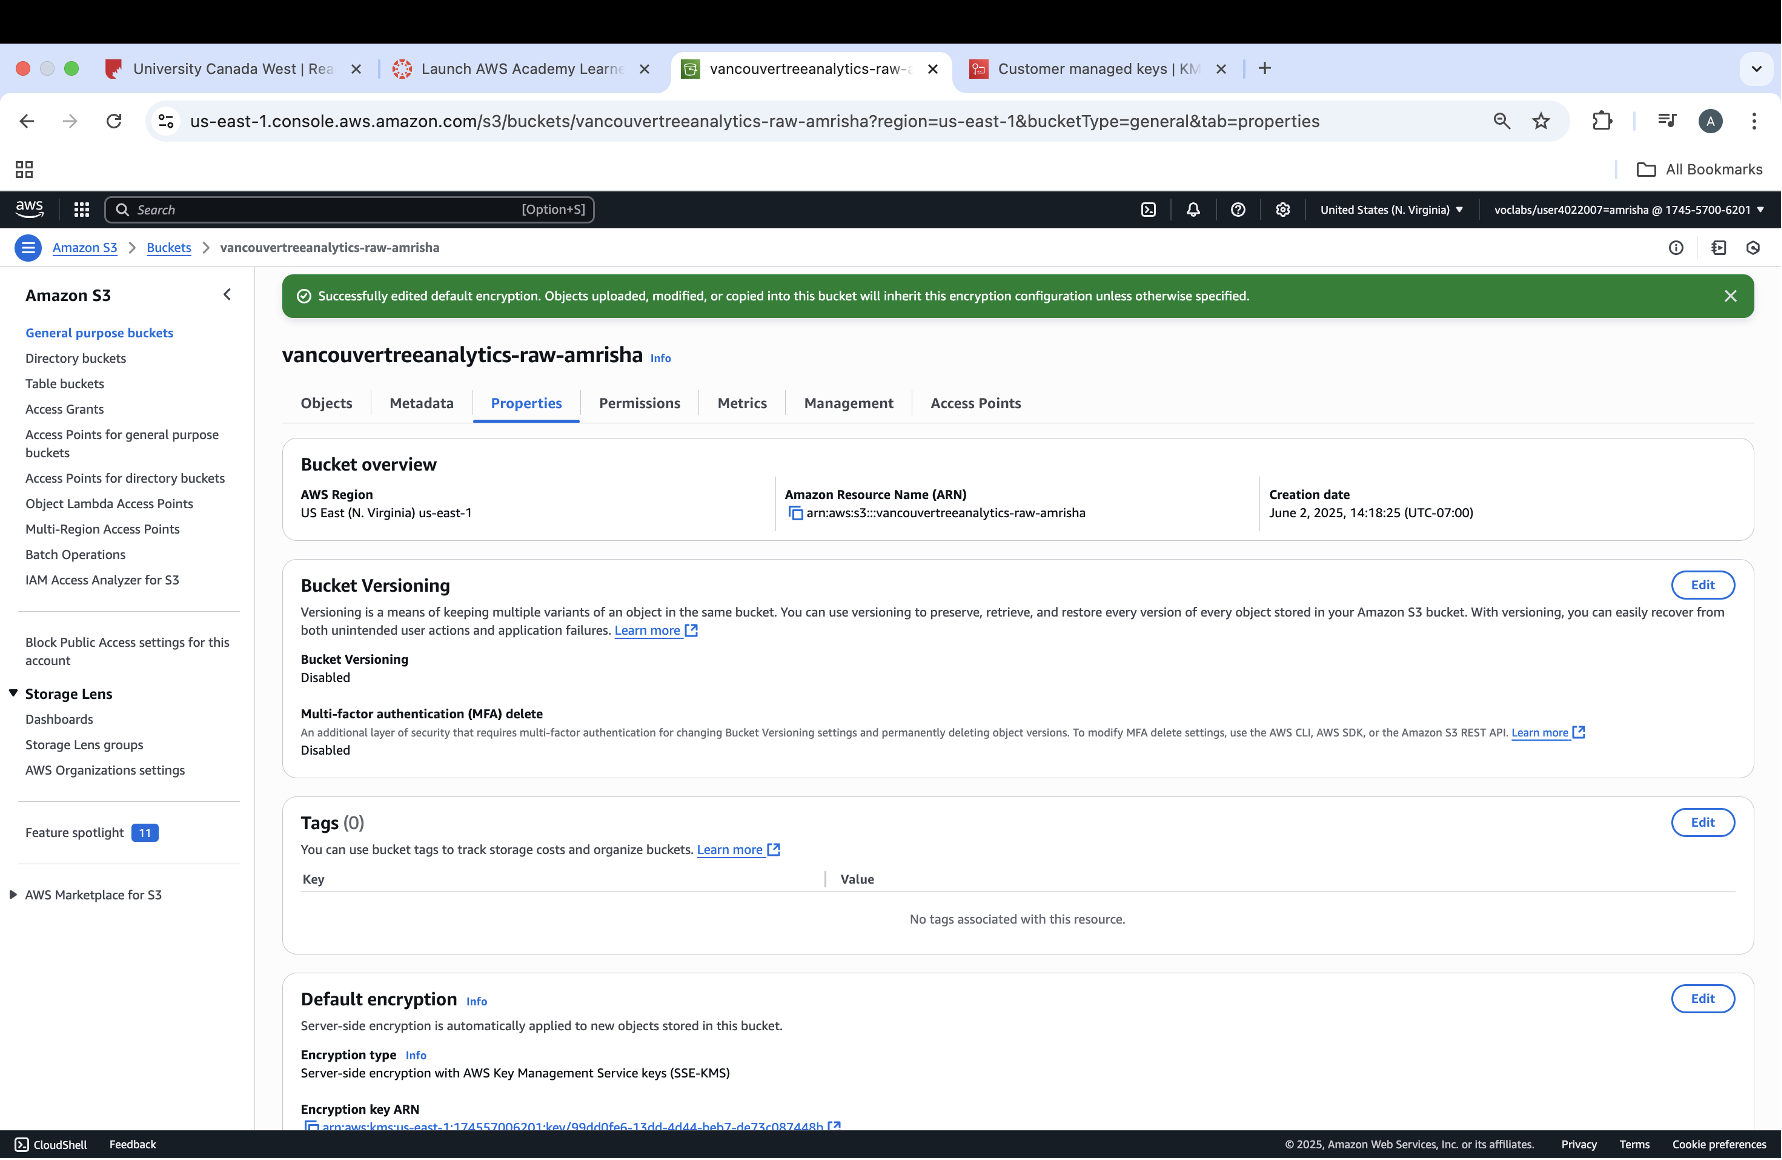 University Canada West | Rea
Launch AWS Academy Learne
vancouvertreeanalytics-raw-a
Customer managed keys | KM
us-east-1.console.aws.amazon.com/s3/buckets/vancouvertreeanalytics-raw-amrisha?region=us-east-1&bucketType=general&tab=properties
A
All Bookmarks
aws
Search
[Option+S]
United States (N. Virginia)
voclabs/user4022007=amrisha @ 1745-5700-6201
Amazon S3
Buckets
vancouvertreeanalytics-raw-amrisha
Amazon S3
General purpose buckets
Directory buckets
Table buckets
Access Grants
Access Points for general purpose
buckets
Access Points for directory buckets
Object Lambda Access Points
Multi-Region Access Points
Batch Operations
IAM Access Analyzer for S3
Block Public Access settings for this
account
Storage Lens
Dashboards
Storage Lens groups
AWS Organizations settings
Feature spotlight 11
AWS Marketplace for S3
Successfully edited default encryption. Objects uploaded, modified, or copied into this bucket will inherit this encryption configuration unless otherwise specified.
vancouvertreeanalytics-raw-amrisha Info
Objects
Metadata
Properties
Permissions
Metrics
Management
Access Points
Bucket overview
AWS Region
US East (N. Virginia) us-east-1
Amazon Resource Name (ARN)
arn:aws:s3:::vancouvertreeanalytics-raw-amrisha
Creation date
June 2, 2025, 14:18:25 (UTC-07:00)
Bucket Versioning
Edit
Versioning is a means of keeping multiple variants of an object in the same bucket. You can use versioning to preserve, retrieve, and restore every version of every object stored in your Amazon S3 bucket. With versioning, you can easily recover from
both unintended user actions and application failures. Learn more
Bucket Versioning
Disabled
Multi-factor authentication (MFA) delete
An additional layer of security that requires multi-factor authentication for changing Bucket Versioning settings and permanently deleting object versions. To modify MFA delete settings, use the AWS CLI, AWS SDK, or the Amazon S3 REST API. Learn more
Disabled
Tags (0)
Edit
You can use bucket tags to track storage costs and organize buckets. Learn more
Key
Value
No tags associated with this resource.
Default encryption Info
Edit
Server-side encryption is automatically applied to new objects stored in this bucket.
Encryption type Info
Server-side encryption with AWS Key Management Service keys (SSE-KMS)
Encryption key ARN
arn:aws:kms:us-east-1:174557006201:key/99dd0fe6-13dd-4d44-beb7-de73c087448b
CloudShell
Feedback
© 2025, Amazon Web Services, Inc. or its affiliates.
Privacy
Terms
Cookie preferences